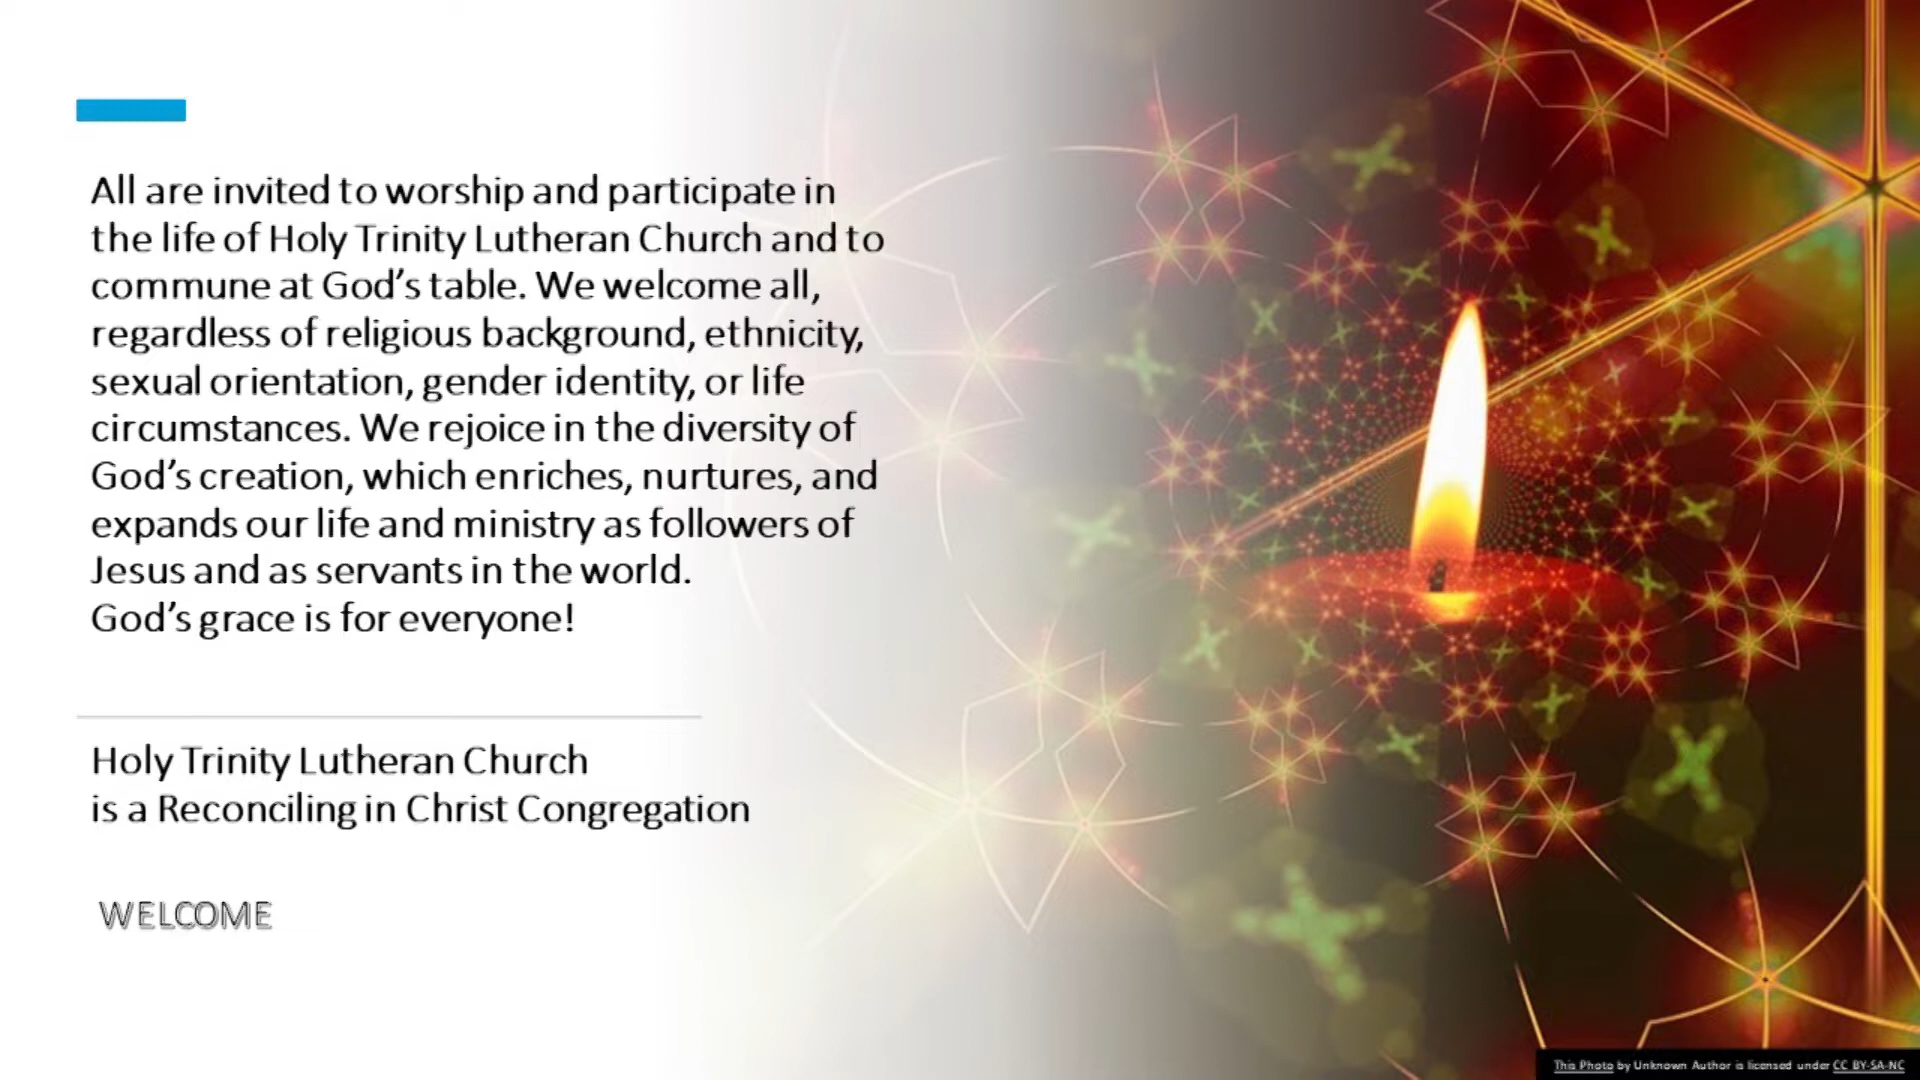 All are invited to worship and participate in
the life of Holy Trinity Lutheran Church and to
commune at God’s table. We welcome all,
regardless of religious background, ethnicity,
sexual orientation, gender identity, or life
circumstances. We rejoice in the diversity of
God’s creation, which enriches, nurtures, and
expands our life and ministry as followers of
Jesus and as servants in the world.
God’s grace is for everyone!
Holy Trinity Lutheran Church
is a Reconciling in Christ Congregation
WELCOME
This Photo by Unknown Author is licensed under CC BY-SA-NC